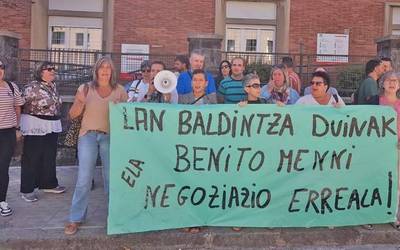 LAN BALDINTZA DUINAK
BENITO MENNI
ELA
NEGOZIAZIO ERREALA!